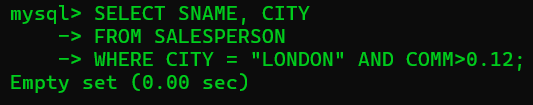 mysql> SELECT SNAME, CITY
-> FROM SALESPERSON
-> WHERE CITY = "LONDON" AND COMM>0.12;
Empty set (0.00 sec)